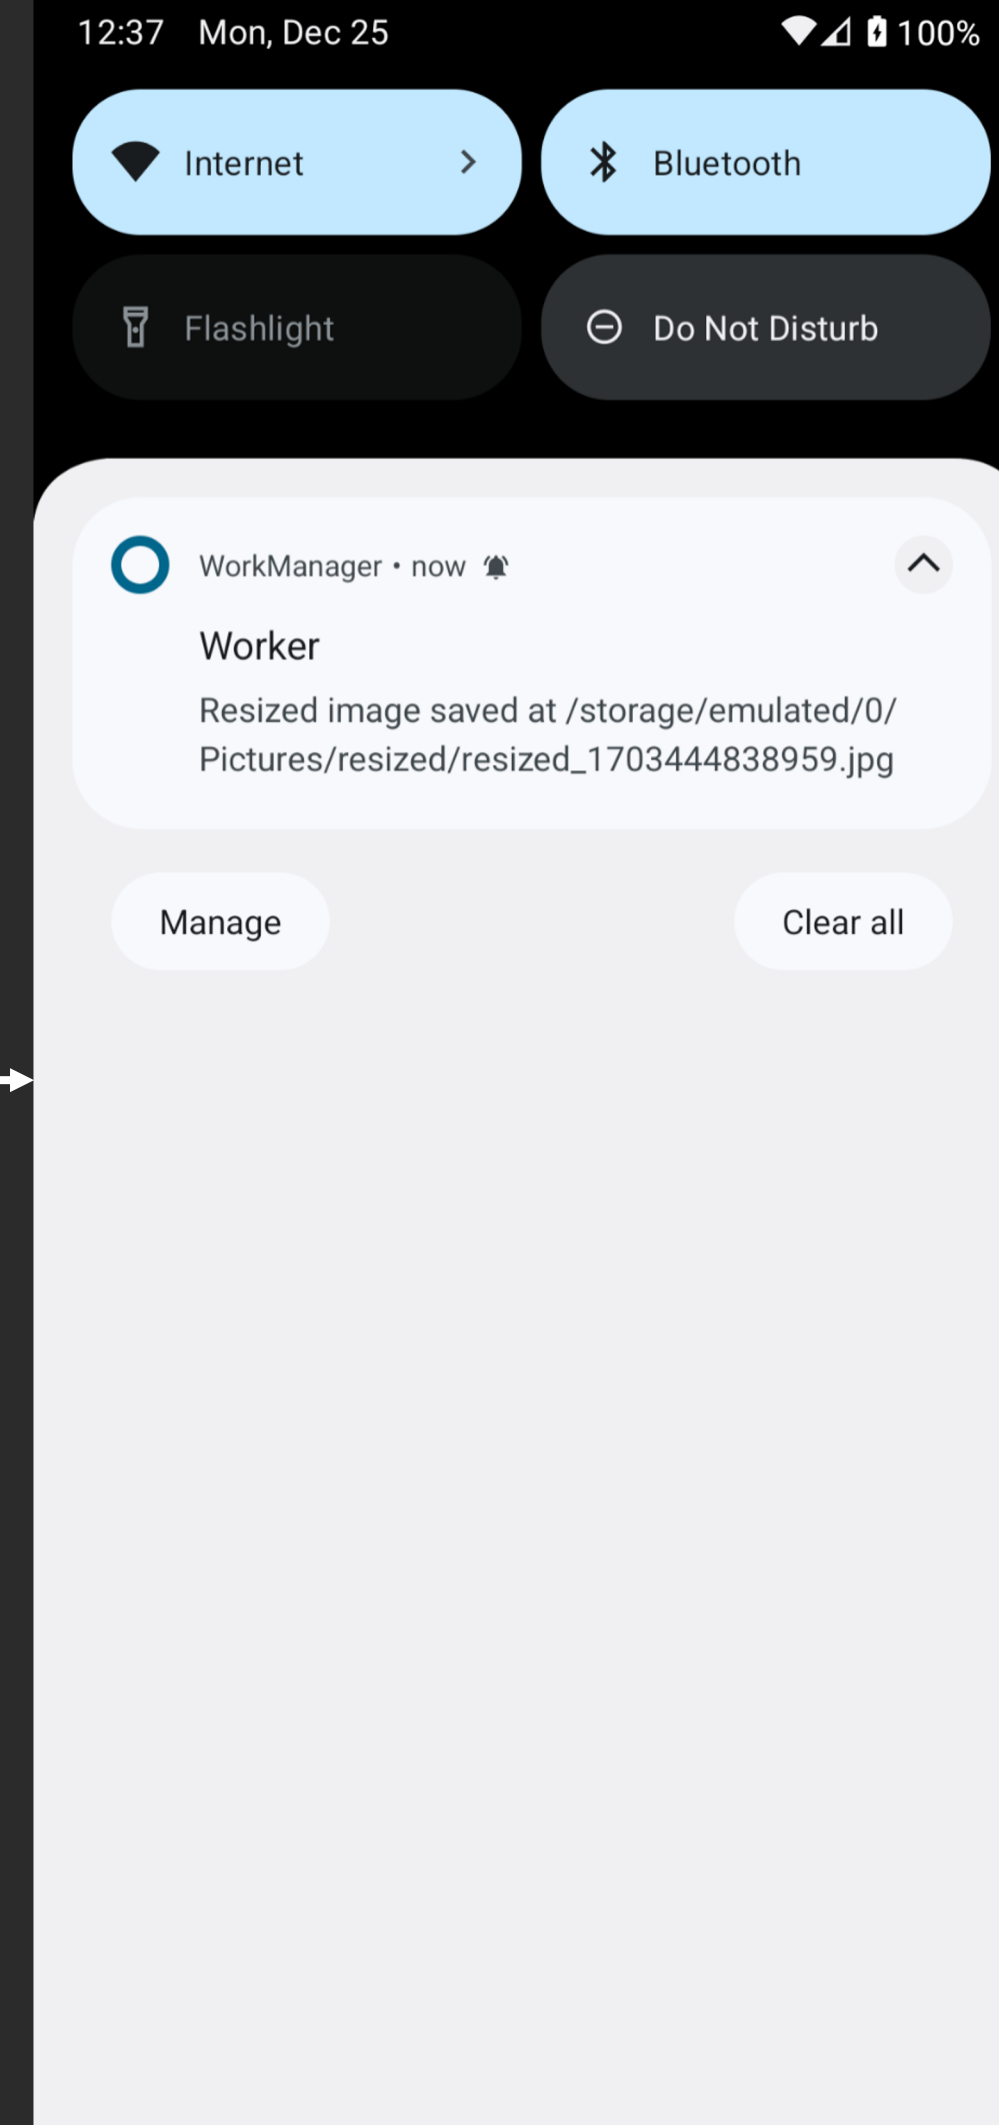 12:37 Mon, Dec 25 100%
Internet Bluetooth
Flashlight Do Not Disturb
WorkManager • now
Worker
Resized image saved at /storage/emulated/0/
Pictures/resized/resized_1703444838959.jpg
Manage Clear all